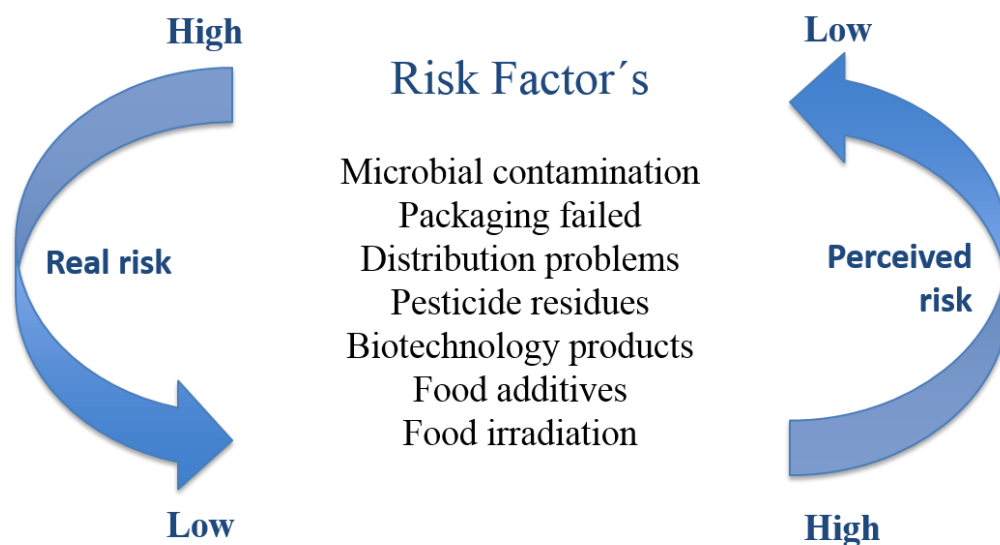 High
Low
Risk Factor´s
Microbial contamination
Packaging failed
Distribution problems
Real risk
Perceived
risk
Pesticide residues
Biotechnology products
Food additives
Food irradiation
Low
High